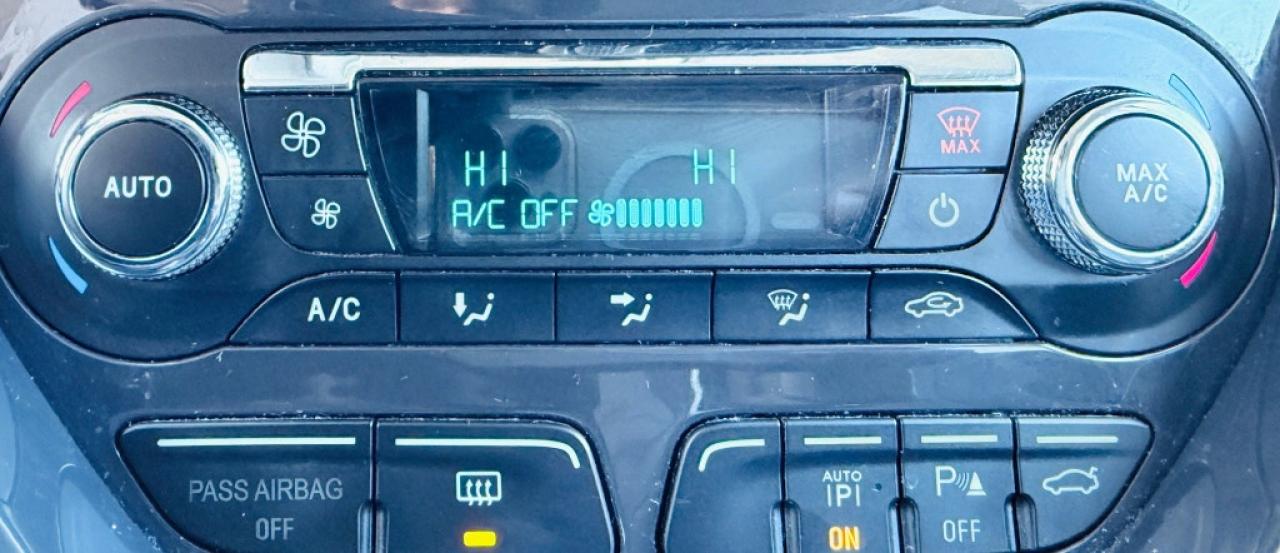 AUTO
HI HI
A/C OFF
MAX
MAX
A/C
A/C
PASS AIRBAG
OFF
AUTO
IPI
ON
P
OFF